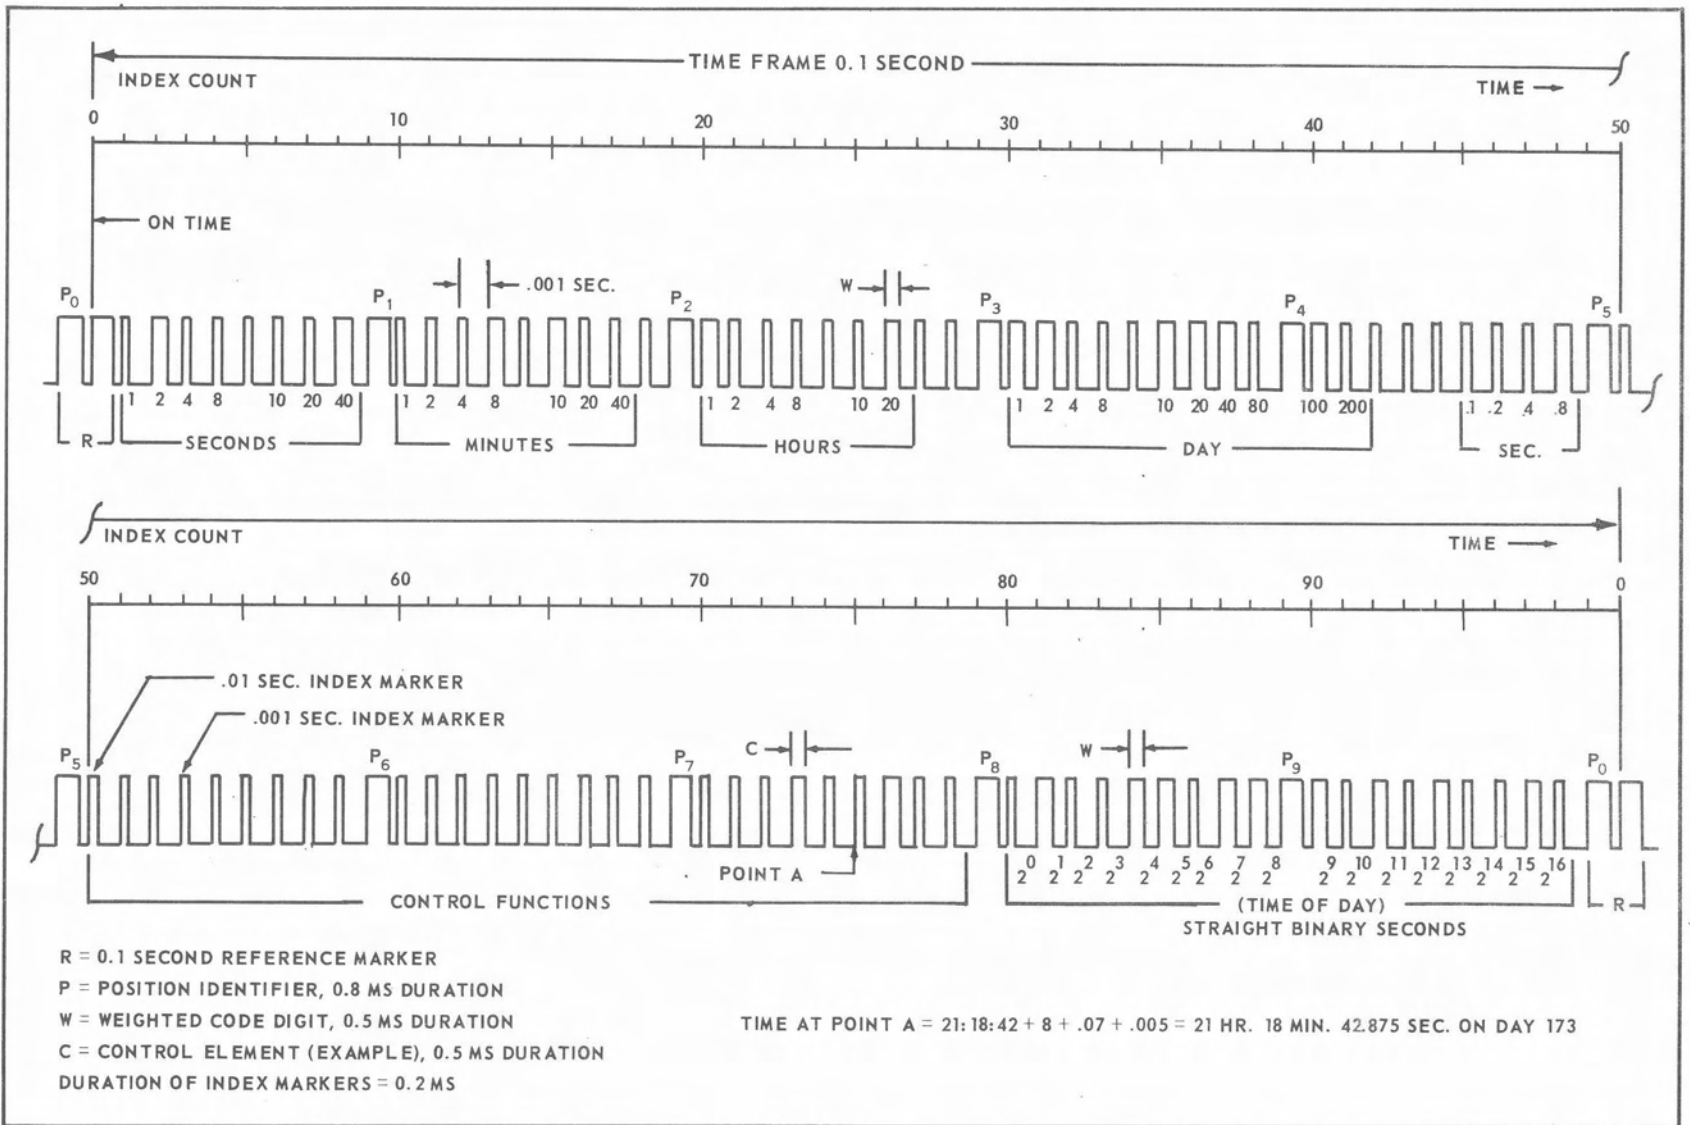 TIME FRAME 0.1 SECOND
INDEX COUNT
TIME
0 10 20 30 40 50
ON TIME
.001 SEC.
W
P0 P1 P2 P3 P4 P5
1 2 4 8 10 20 40 1 2 4 8 10 20 40 1 2 4 8 10 20 1 2 4 8 10 20 40 80 100 200 .1 .2 .4 .8
R SECONDS MINUTES HOURS DAY SEC.
INDEX COUNT
TIME
50 60 70 80 90 0
.01 SEC. INDEX MARKER
.001 SEC. INDEX MARKER
C W
P5 P6 P7 P8 P9 P0
POINT A
2^0 2^1 2^2 2^3 2^4 2^5 2^6 2^7 2^8 2^9 2^10 2^11 2^12 2^13 2^14 2^15 2^16
CONTROL FUNCTIONS (TIME OF DAY) R
STRAIGHT BINARY SECONDS
R = 0.1 SECOND REFERENCE MARKER
P = POSITION IDENTIFIER, 0.8 MS DURATION
W = WEIGHTED CODE DIGIT, 0.5 MS DURATION
C = CONTROL ELEMENT (EXAMPLE), 0.5 MS DURATION
DURATION OF INDEX MARKERS = 0.2 MS
TIME AT POINT A = 21:18:42 + 8 + .07 + .005 = 21 HR. 18 MIN. 42.875 SEC. ON DAY 173